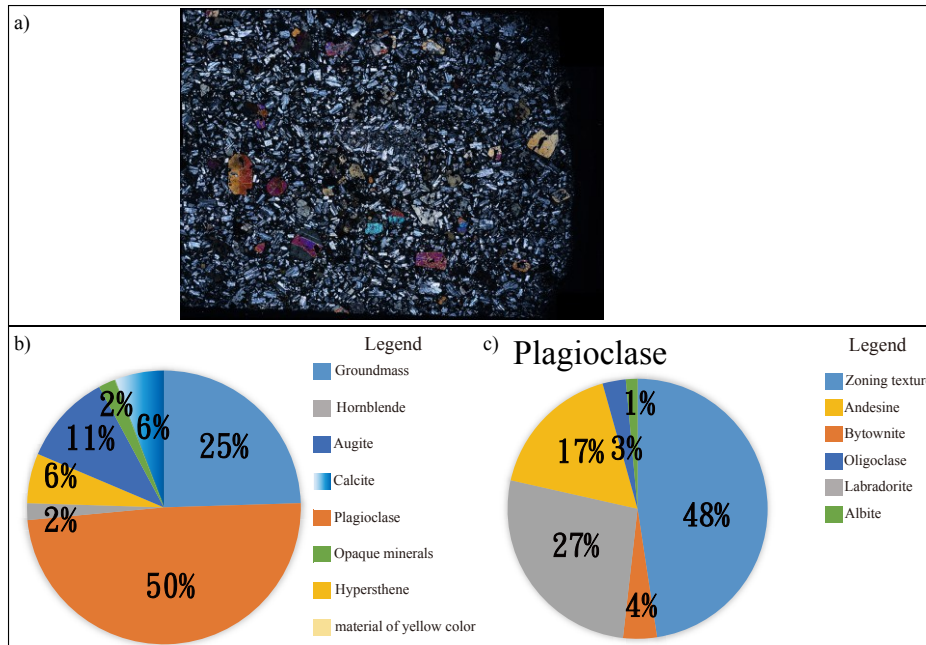 a)
b)
Legend
Groundmass
Hornblende
Augite
Calcite
Plagioclase
Opaque minerals
Hypersthene
material of yellow color
25%
50%
2%
6%
11%
2%
6%
c)
Plagioclase
Legend
Zoning texture
Andesine
Bytownite
Oligoclase
Labradorite
Albite
48%
4%
27%
17%
3%
1%